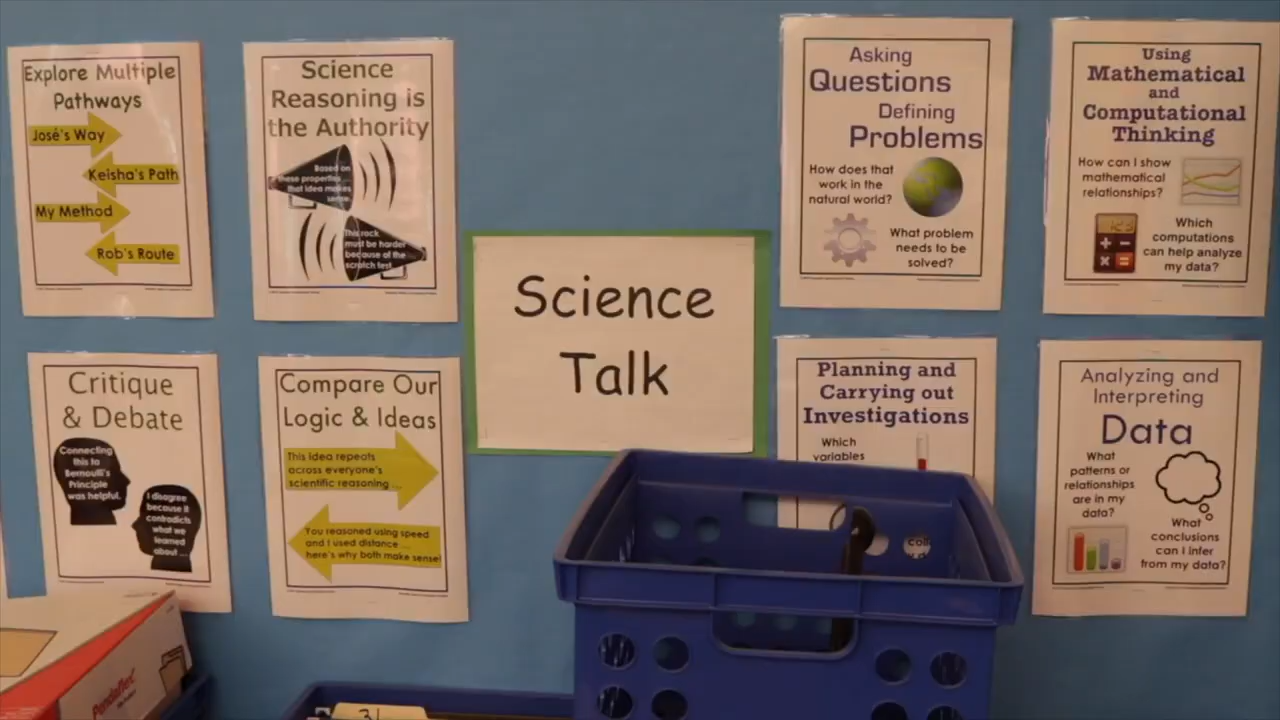 Explore Multiple
Pathways
José's Way
Keisha's Path
My Method
Rob's Route
Science
Reasoning is
the Authority
Based on
these properties ...
that idea makes
sense.
This rock
must be harder
because of the
scratch test.
Critique
& Debate
Connecting
this to
Bernoulli's
Principle
was helpful.
I disagree
because it
contradicts
what we
learned
about ...
Compare Our
Logic & Ideas
This idea repeats
across everyone's
scientific reasoning ...
You reasoned using speed
and I used distance ...
here's why both make sense!
Science
Talk
Asking
Questions
Defining
Problems
How does that
work in the
natural world?
What problem
needs to be
solved?
Using
Mathematical
and
Computational
Thinking
How can I show
mathematical
relationships?
Which
computations
can help analyze
my data?
Planning and
Carrying out
Investigations
Which
variables
Analyzing and
Interpreting
Data
What
patterns or
relationships
are in my
data?
What
conclusions
can I infer
from my data?
31